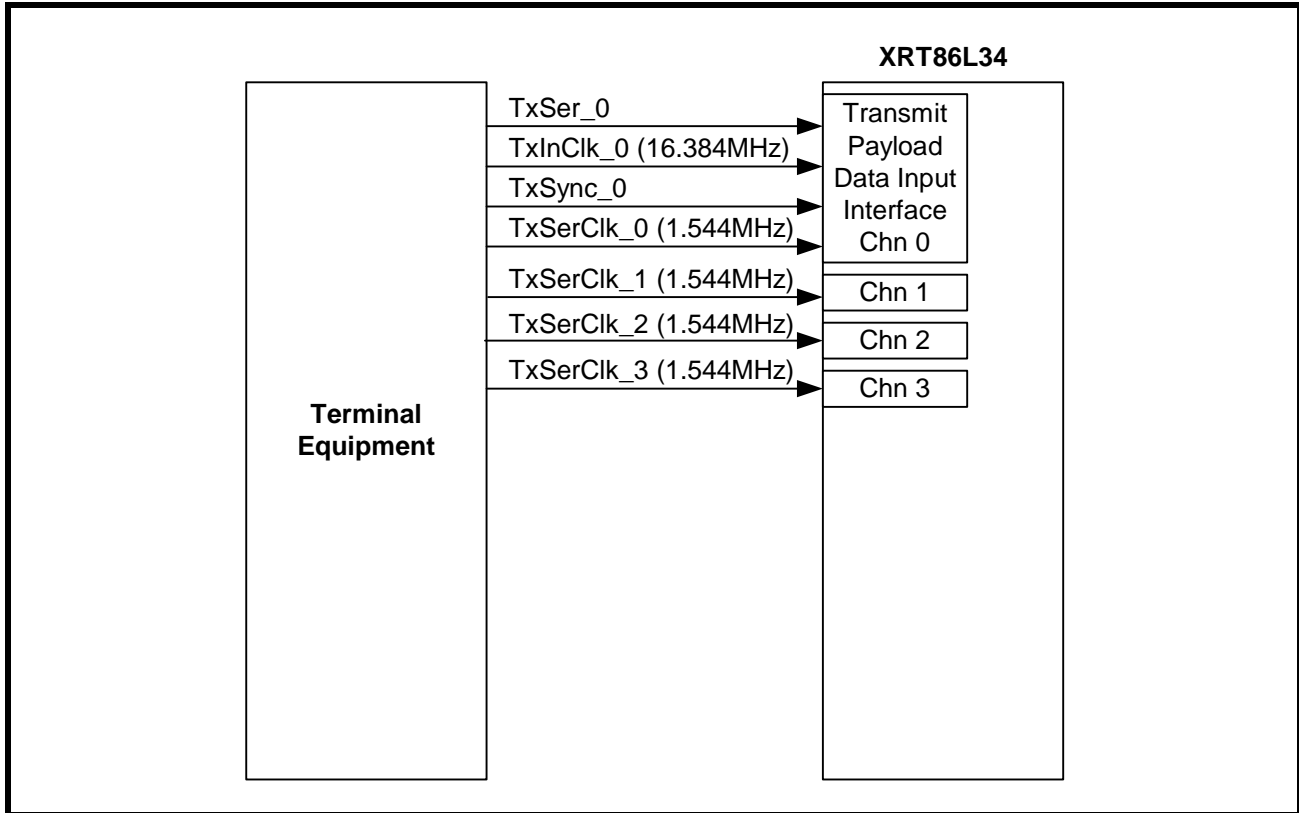 XRT86L34
TxSer_0
TxInClk_0 (16.384MHz)
TxSync_0
TxSerClk_0 (1.544MHz)
TxSerClk_1 (1.544MHz)
TxSerClk_2 (1.544MHz)
TxSerClk_3 (1.544MHz)
Transmit
Payload
Data Input
Interface
Chn 0
Chn 1
Chn 2
Chn 3
Terminal
Equipment